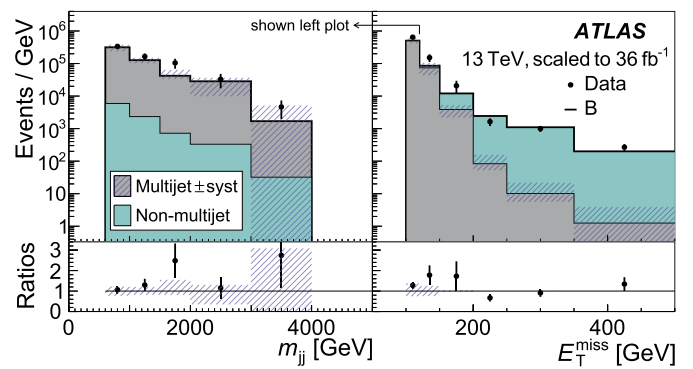 shown left plot
ATLAS
13 TeV, scaled to 36 fb⁻¹
Data
B
Events / GeV
10⁶
10⁵
10⁴
10³
10²
10
1
Multijet ± syst
Non-multijet
Ratios
3
2
1
0
0 2000 4000
200 400
m_jj [GeV]
E_T^miss [GeV]